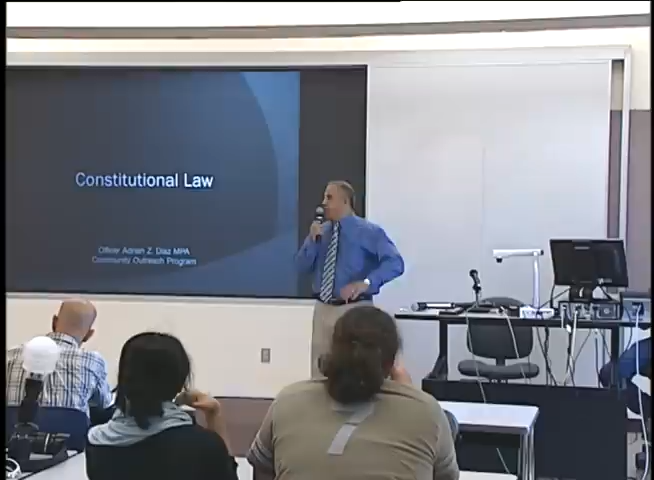 Constitutional Law
Officer Adrian Z. Diaz MPA
Community Outreach Program